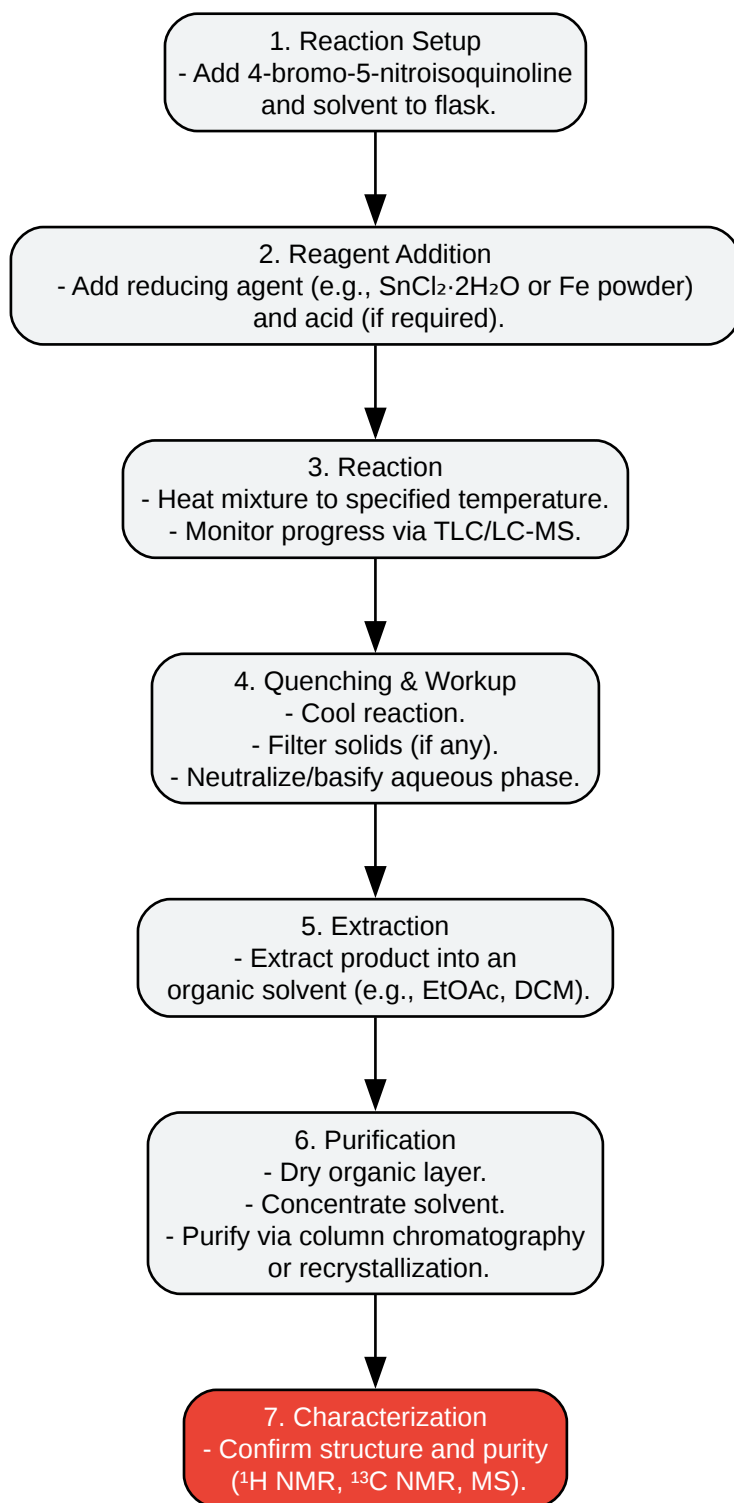 1. Reaction Setup
- Add 4-bromo-5-nitroisoquinoline
and solvent to flask.
2. Reagent Addition
- Add reducing agent (e.g., SnCl₂·2H₂O or Fe powder)
and acid (if required).
3. Reaction
- Heat mixture to specified temperature.
- Monitor progress via TLC/LC-MS.
4. Quenching & Workup
- Cool reaction.
- Filter solids (if any).
- Neutralize/basify aqueous phase.
5. Extraction
- Extract product into an
organic solvent (e.g., EtOAc, DCM).
6. Purification
- Dry organic layer.
- Concentrate solvent.
- Purify via column chromatography
or recrystallization.
7. Characterization
- Confirm structure and purity
(¹H NMR, ¹³C NMR, MS).